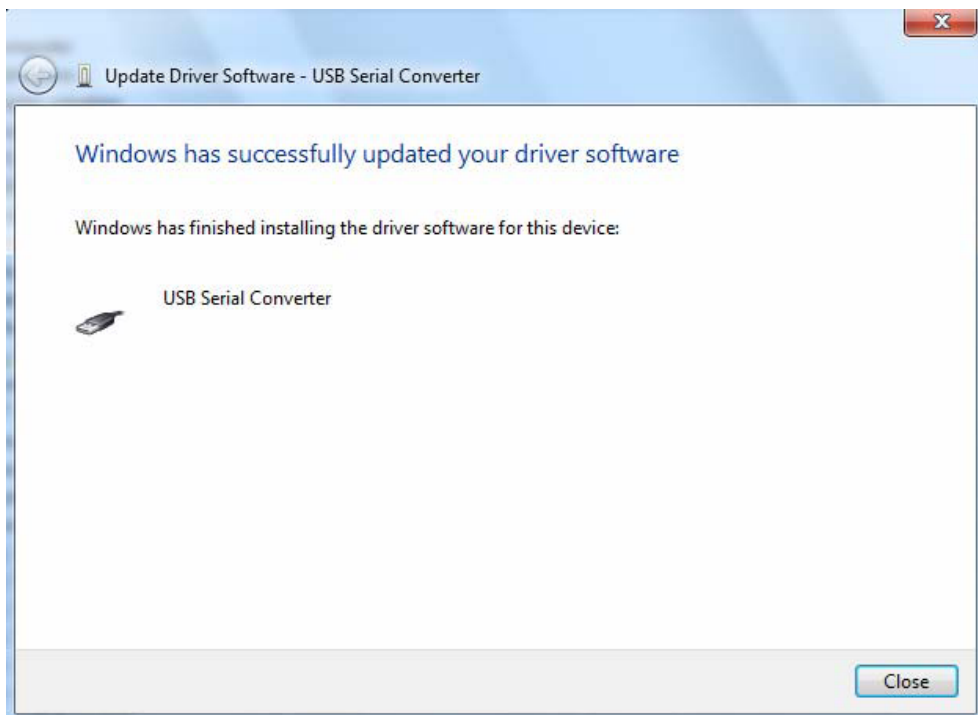 Update Driver Software - USB Serial Converter
Windows has successfully updated your driver software
Windows has finished installing the driver software for this device:
USB Serial Converter
Close